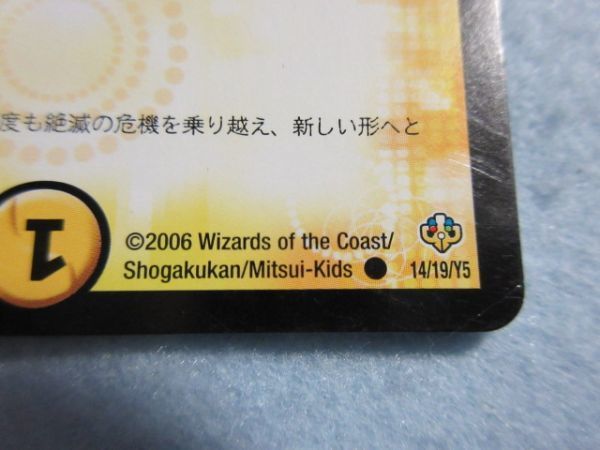 度も絶滅の危機を乗り越え、新しい形へと
1
©2006 Wizards of the Coast/
Shogakukan/Mitsui-Kids ● 14/19/Y5